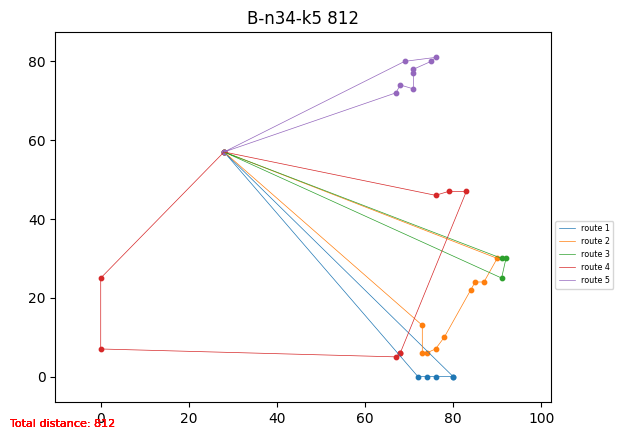 B-n34-k5 812
80
60
40
20
0
0 20 40 60 80 100
route 1
route 2
route 3
route 4
route 5
Total distance: 812